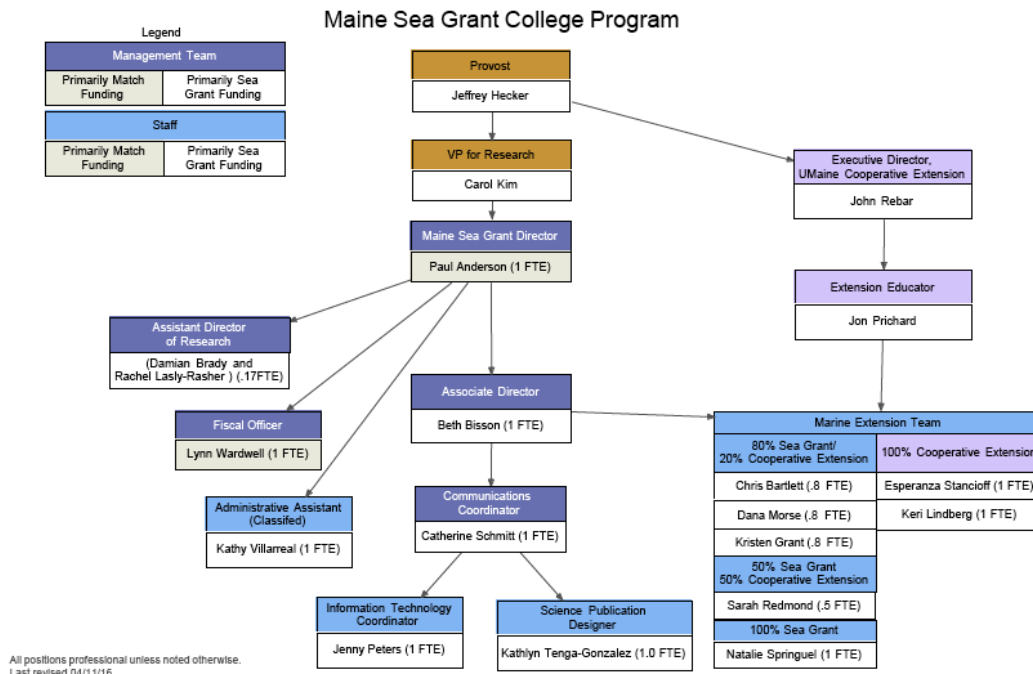 Maine Sea Grant College Program
Legend
Management Team
Primarily Match
Funding
Primarily Sea
Grant Funding
Staff
Primarily Match
Funding
Primarily Sea
Grant Funding
Provost
Jeffrey Hecker
VP for Research
Carol Kim
Executive Director,
UMaine Cooperative Extension
John Rebar
Maine Sea Grant Director
Paul Anderson (1 FTE)
Extension Educator
Jon Prichard
Assistant Director
of Research
(Damian Brady and
Rachel Lasly-Rasher ) (.17FTE)
Associate Director
Beth Bisson (1 FTE)
Fiscal Officer
Lynn Wardwell (1 FTE)
Marine Extension Team
80% Sea Grant/
20% Cooperative Extension
Chris Bartlett (.8 FTE)
Dana Morse (.8 FTE)
Kristen Grant (.8 FTE)
50% Sea Grant
50% Cooperative Extension
Sarah Redmond (.5 FTE)
100% Sea Grant
Natalie Springuel (1 FTE)
100% Cooperative Extension
Esperanza Stancioff (1 FTE)
Keri Lindberg (1 FTE)
Administrative Assistant
(Classifed)
Kathy Villarreal (1 FTE)
Communications
Coordinator
Catherine Schmitt (1 FTE)
Information Technology
Coordinator
Jenny Peters (1 FTE)
Science Publication
Designer
Kathlyn Tenga-Gonzalez (1.0 FTE)
All positions professional unless noted otherwise.
Last revised 04/11/16